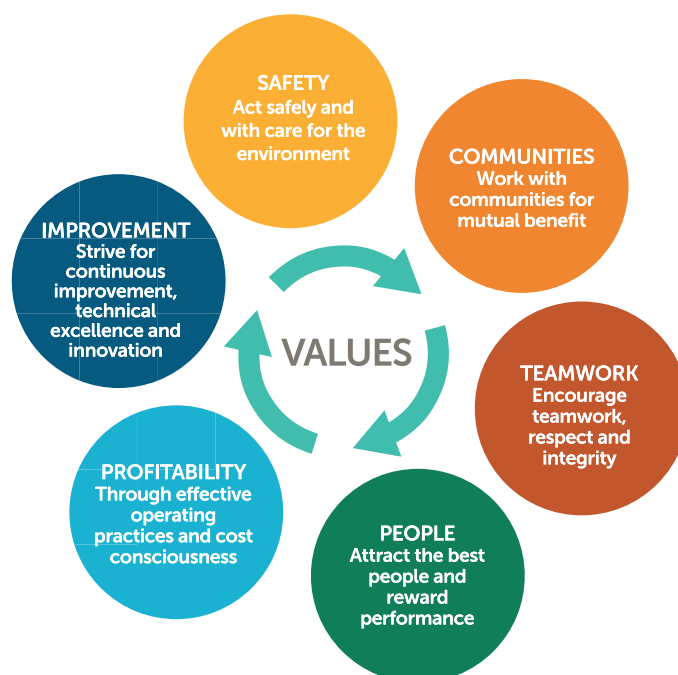 SAFETY
Act safely and
with care for the
environment
COMMUNITIES
Work with
communities for
mutual benefit
TEAMWORK
Encourage
teamwork,
respect and
integrity
PEOPLE
Attract the best
people and
reward
performance
PROFITABILITY
Through effective
operating
practices and cost
consciousness
IMPROVEMENT
Strive for
continuous
improvement,
technical
excellence and
innovation
VALUES